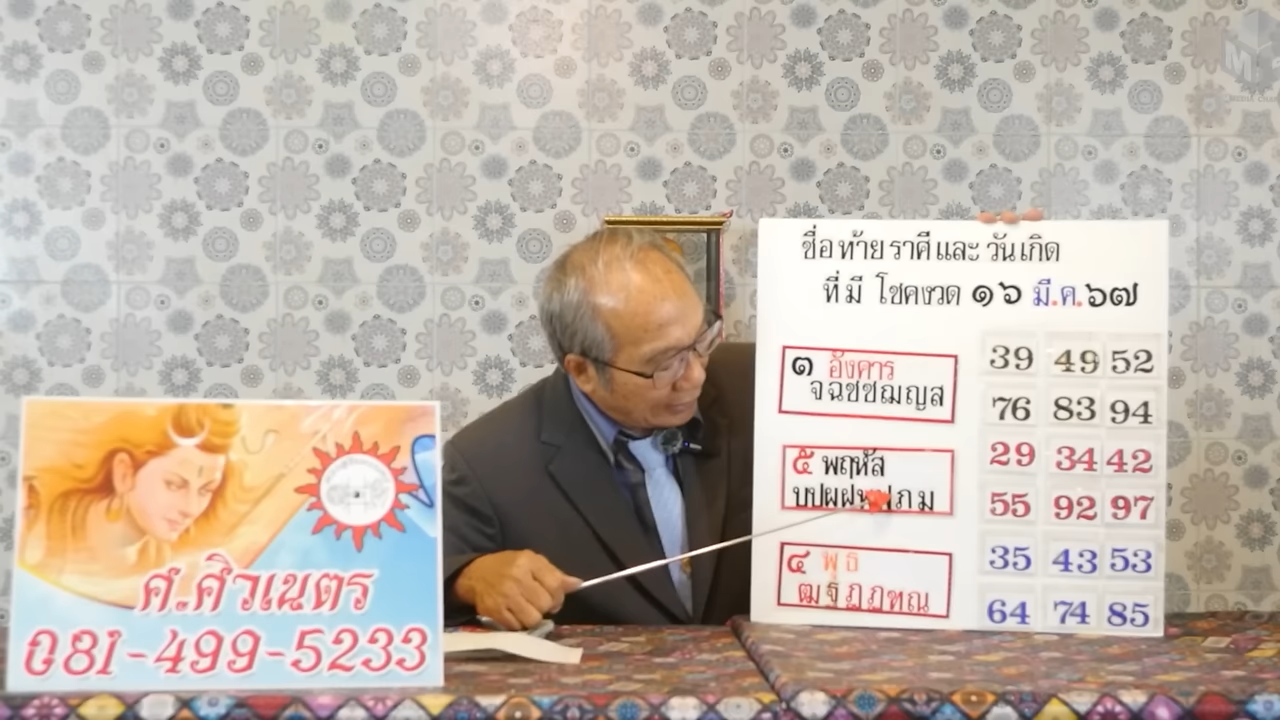 ศ.ศิวเนตร
081-499-5233
ชื่อท้ายราศีและวันเกิด
ที่มี โชคงวด ๑๖ มี.ค.๖๗
๓ อังคาร
จฉชซฌญส
39 49 52
76 83 94
๕ พฤหัส
29 34 42
55 92 97
๔ พุธ
35 43 53
64 74 85